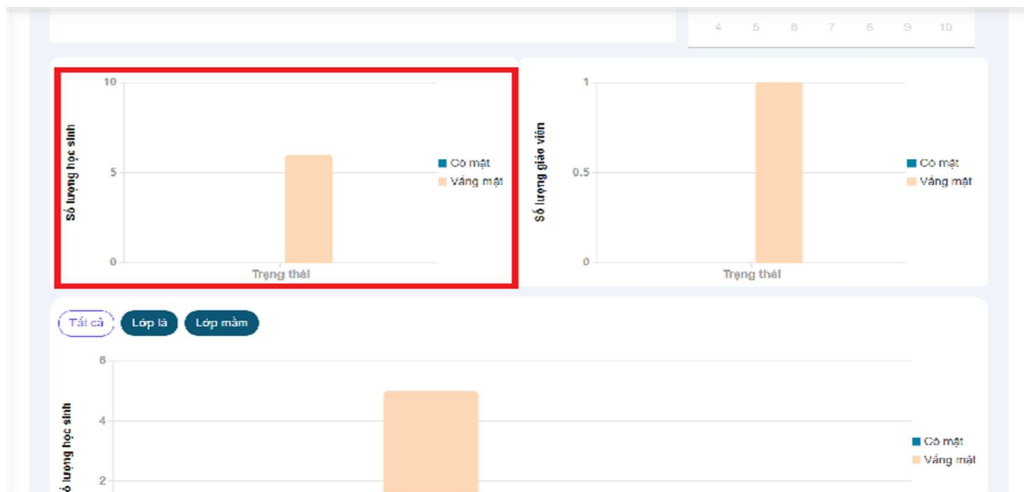 4 5 6 7 8 9 10
10
5
0
Số lượng học sinh
Trạng thái
Có mặt
Vắng mặt
1
0.5
0
Số lượng giáo viên
Trạng thái
Có mặt
Vắng mặt
Tất cả
Lớp lá
Lớp mầm
6
4
2
số lượng học sinh
Có mặt
Vắng mặt